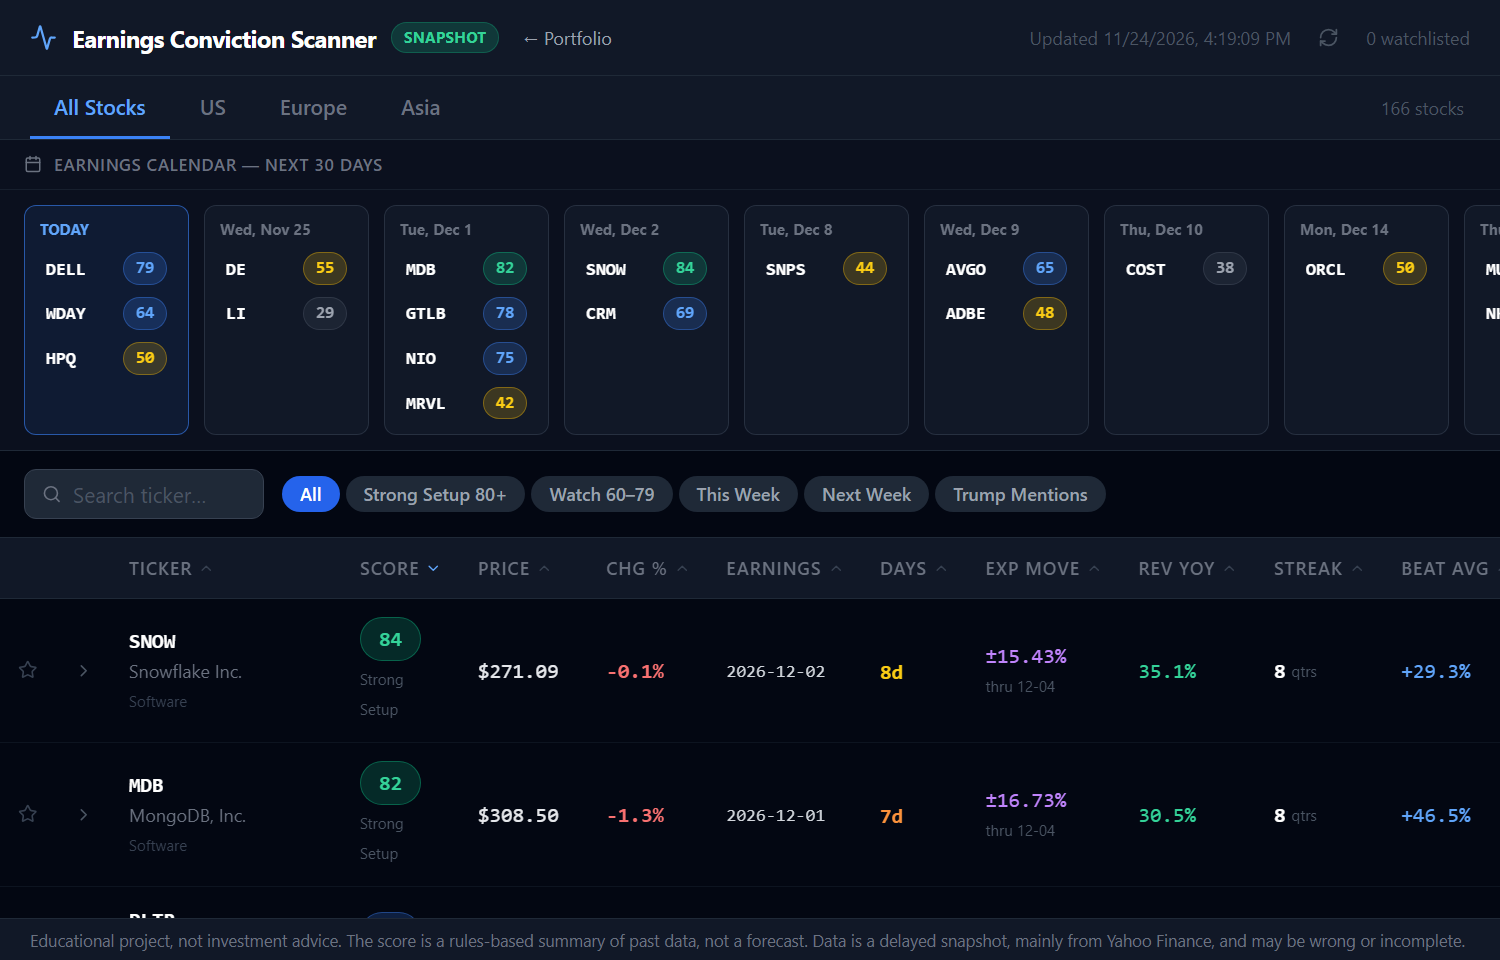 Earnings Conviction Scanner SNAPSHOT ← Portfolio Updated 11/24/2026, 4:19:09 PM 0 watchlisted
All Stocks US Europe Asia 166 stocks
EARNINGS CALENDAR — NEXT 30 DAYS
TODAY
DELL 79
WDAY 64
HPQ 50
Wed, Nov 25
DE 55
LI 29
Tue, Dec 1
MDB 82
GTLB 78
NIO 75
MRVL 42
Wed, Dec 2
SNOW 84
CRM 69
Tue, Dec 8
SNPS 44
Wed, Dec 9
AVGO 65
ADBE 48
Thu, Dec 10
COST 38
Mon, Dec 14
ORCL 50
Search ticker...
All Strong Setup 80+ Watch 60–79 This Week Next Week Trump Mentions
TICKER SCORE PRICE CHG % EARNINGS DAYS EXP MOVE REV YOY STREAK BEAT AVG
SNOW
Snowflake Inc.
Software
84
Strong
Setup
$271.09 -0.1% 2026-12-02 8d
±15.43%
thru 12-04
35.1% 8 qtrs +29.3%
MDB
MongoDB, Inc.
Software
82
Strong
Setup
$308.50 -1.3% 2026-12-01 7d
±16.73%
thru 12-04
30.5% 8 qtrs +46.5%
Educational project, not investment advice. The score is a rules-based summary of past data, not a forecast. Data is a delayed snapshot, mainly from Yahoo Finance, and may be wrong or incomplete.